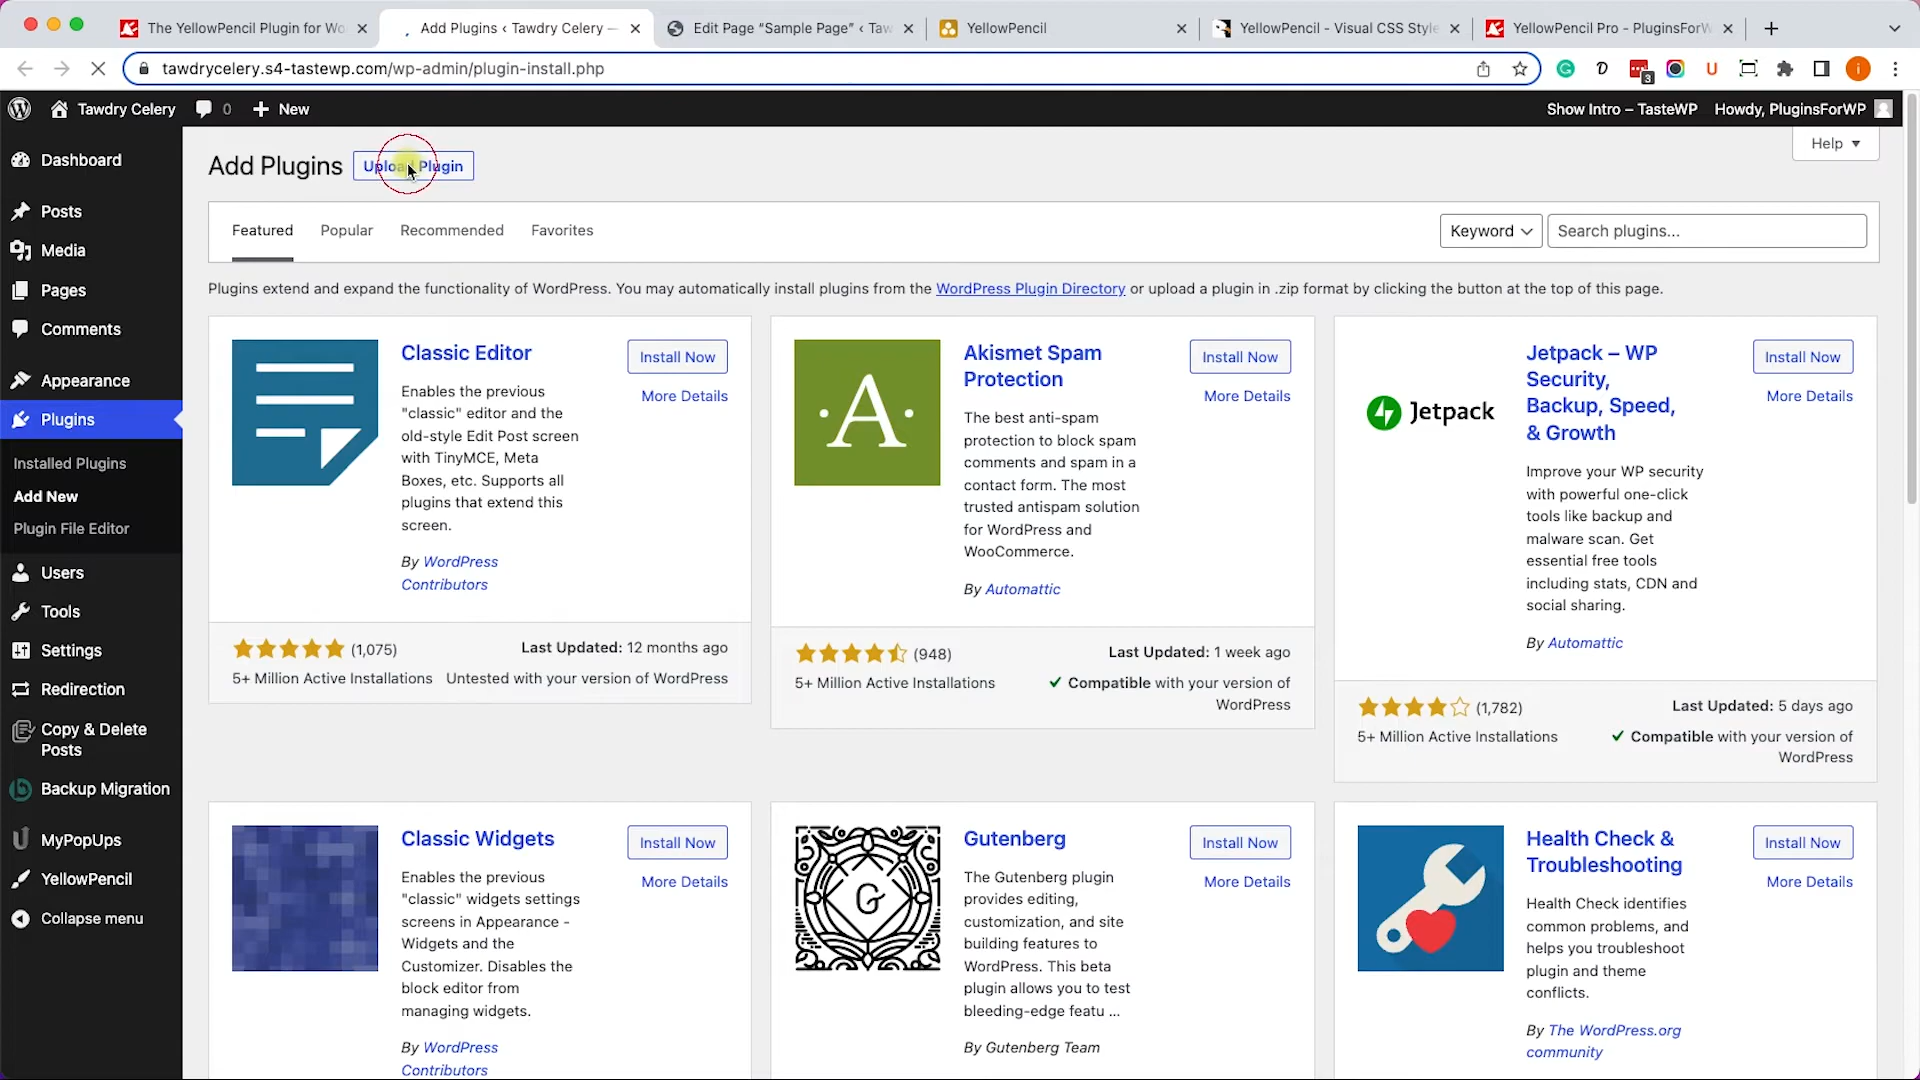 The YellowPencil Plugin for Wo
Add Plugins ‹ Tawdry Celery —
Edit Page “Sample Page” ‹ Taw
YellowPencil
YellowPencil - Visual CSS Style
YellowPencil Pro - PluginsForW
tawdrycelery.s4-tastewp.com/wp-admin/plugin-install.php
3
U
i
Tawdry Celery
0
New
Show Intro – TasteWP
Howdy, PluginsForWP
Dashboard
Posts
Media
Pages
Comments
Appearance
Plugins
Installed Plugins
Add New
Plugin File Editor
Users
Tools
Settings
Redirection
Copy & Delete
Posts
Backup Migration
MyPopUps
YellowPencil
Collapse menu
Add Plugins
Upload Plugin
Help
Featured
Popular
Recommended
Favorites
Keyword
Search plugins...
Plugins extend and expand the functionality of WordPress. You may automatically install plugins from the WordPress Plugin Directory or upload a plugin in .zip format by clicking the button at the top of this page.
Classic Editor
Install Now
More Details
Enables the previous
"classic" editor and the
old-style Edit Post screen
with TinyMCE, Meta
Boxes, etc. Supports all
plugins that extend this
screen.
By WordPress
Contributors
(1,075)
Last Updated: 12 months ago
5+ Million Active Installations
Untested with your version of WordPress
A
Akismet Spam
Protection
Install Now
More Details
The best anti-spam
protection to block spam
comments and spam in a
contact form. The most
trusted antispam solution
for WordPress and
WooCommerce.
By Automattic
(948)
Last Updated: 1 week ago
5+ Million Active Installations
Compatible with your version of
WordPress
Jetpack
Jetpack – WP
Security,
Backup, Speed,
& Growth
Install Now
More Details
Improve your WP security
with powerful one-click
tools like backup and
malware scan. Get
essential free tools
including stats, CDN and
social sharing.
By Automattic
(1,782)
Last Updated: 5 days ago
5+ Million Active Installations
Compatible with your version of
WordPress
Classic Widgets
Install Now
More Details
Enables the previous
"classic" widgets settings
screens in Appearance -
Widgets and the
Customizer. Disables the
block editor from
managing widgets.
By WordPress
Contributors
G
Gutenberg
Install Now
More Details
The Gutenberg plugin
provides editing,
customization, and site
building features to
WordPress. This beta
plugin allows you to test
bleeding-edge featu ...
By Gutenberg Team
Health Check &
Troubleshooting
Install Now
More Details
Health Check identifies
common problems, and
helps you troubleshoot
plugin and theme
conflicts.
By The WordPress.org
community